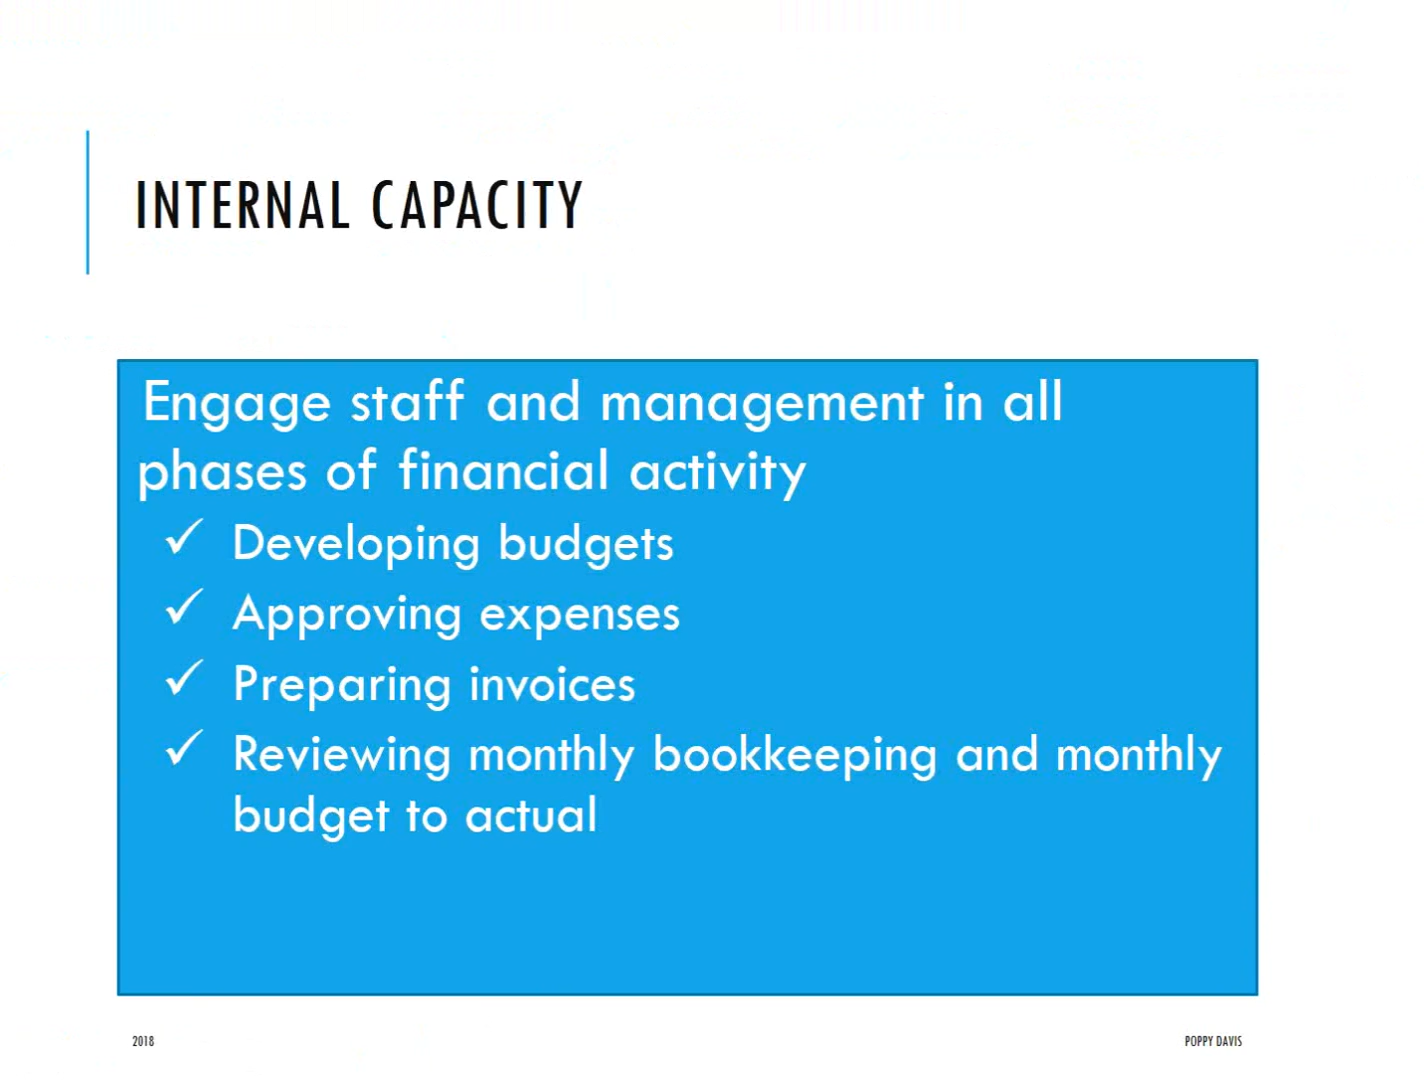 INTERNAL CAPACITY
Engage staff and management in all
phases of financial activity
✓ Developing budgets
✓ Approving expenses
✓ Preparing invoices
✓ Reviewing monthly bookkeeping and monthly
budget to actual
2018
POPPY DAVIS